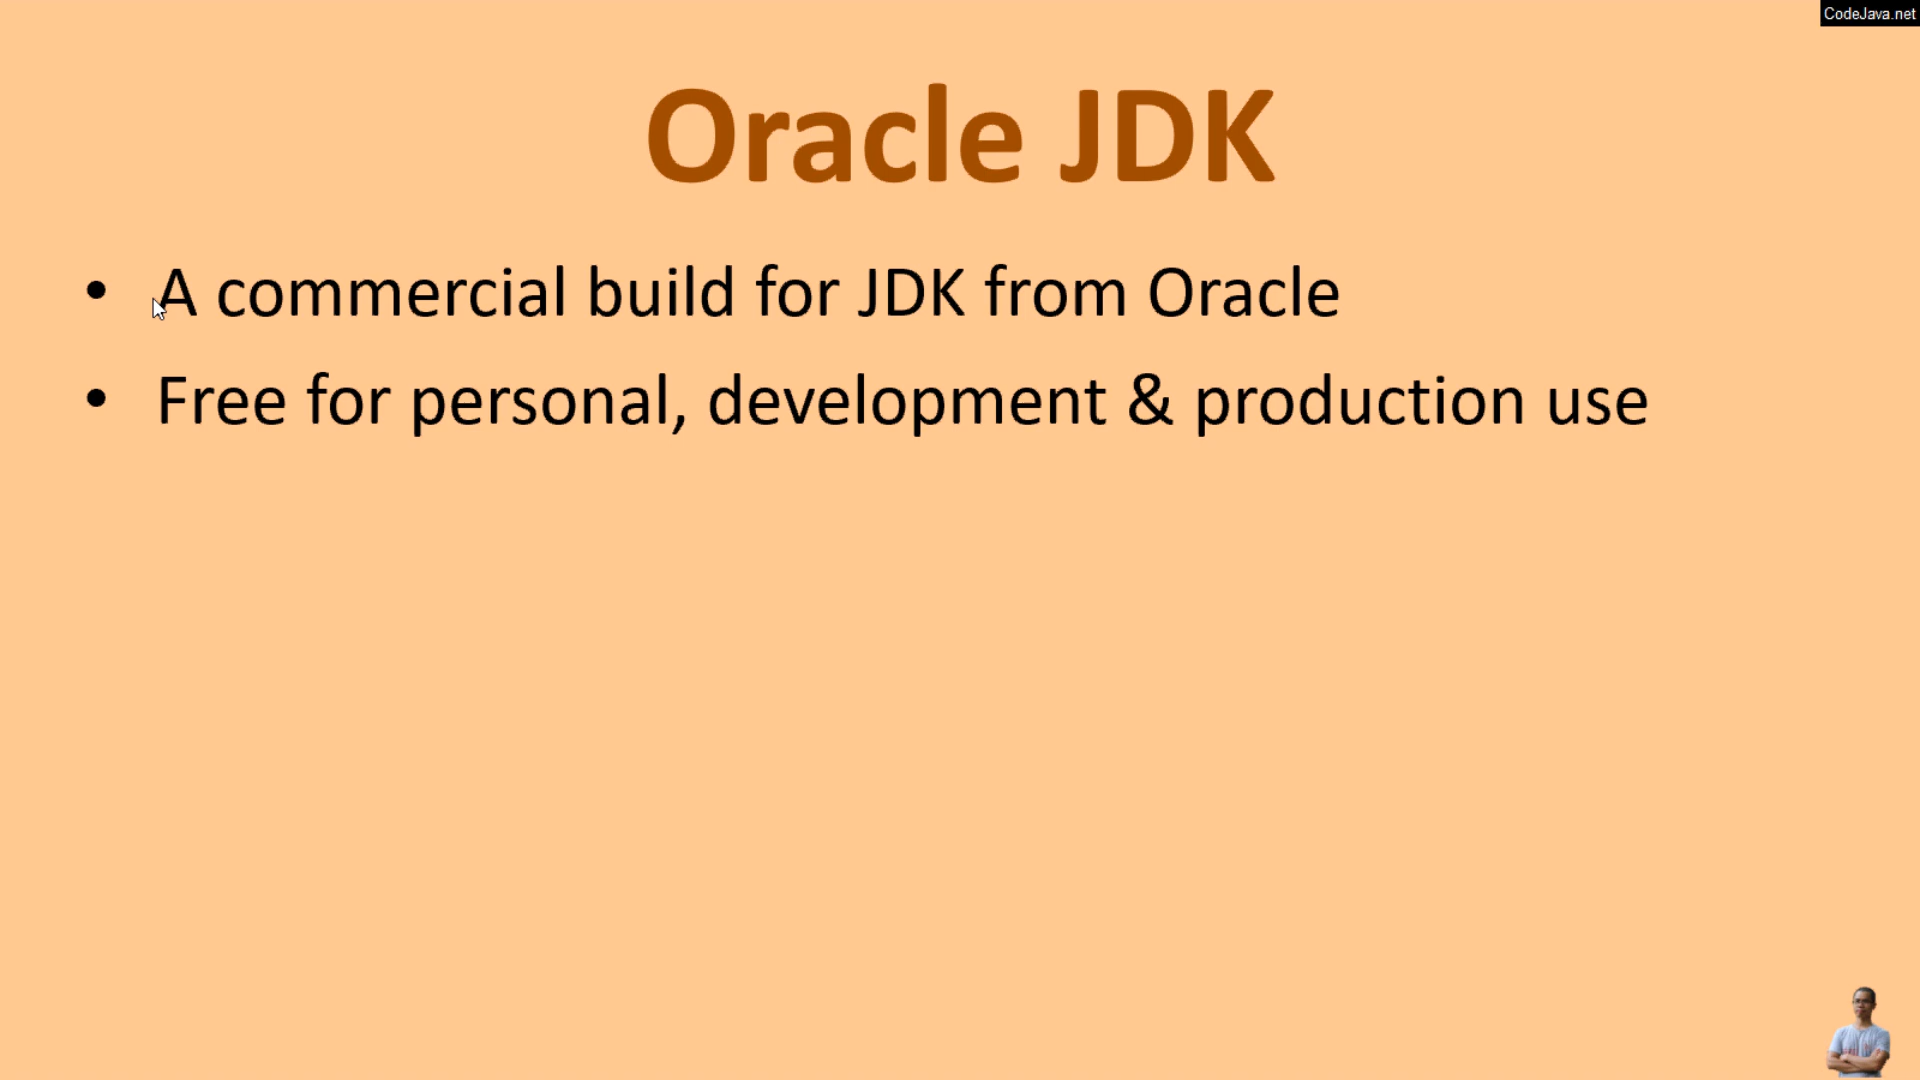 CodeJava.net
Oracle JDK
• A commercial build for JDK from Oracle
• Free for personal, development & production use